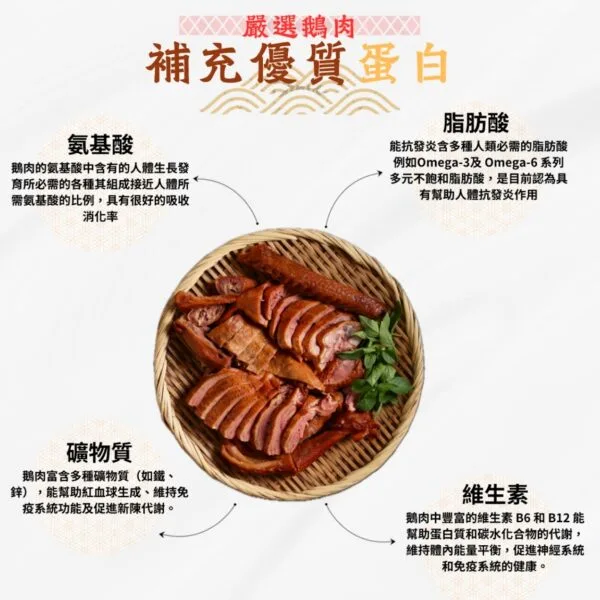 嚴選鵝肉
補充優質蛋白
氨基酸
鵝肉的氨基酸中含有的人體生長發
育所必需的各種其組成接近人體所
需氨基酸的比例，具有很好的吸收
消化率
脂肪酸
能抗發炎含多種人類必需的脂肪酸
例如Omega-3及 Omega-6 系列
多元不飽和脂肪酸，是目前認為具
有幫助人體抗發炎作用
礦物質
鵝肉富含多種礦物質（如鐵、
鋅），能幫助紅血球生成、維持免
疫系統功能及促進新陳代謝。
維生素
鵝肉中豐富的維生素 B6 和 B12 能
幫助蛋白質和碳水化合物的代謝，
維持體內能量平衡，促進神經系統
和免疫系統的健康。